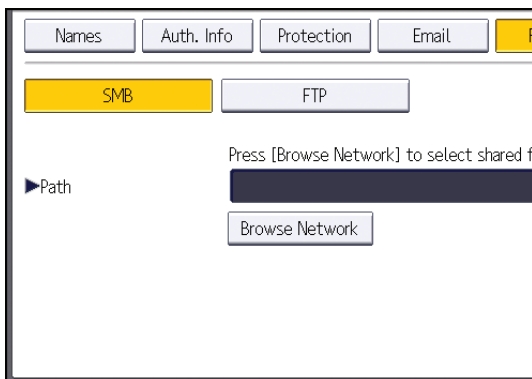 Names Auth. Info Protection Email
SMB FTP
Press [Browse Network] to select shared
▶Path
Browse Network